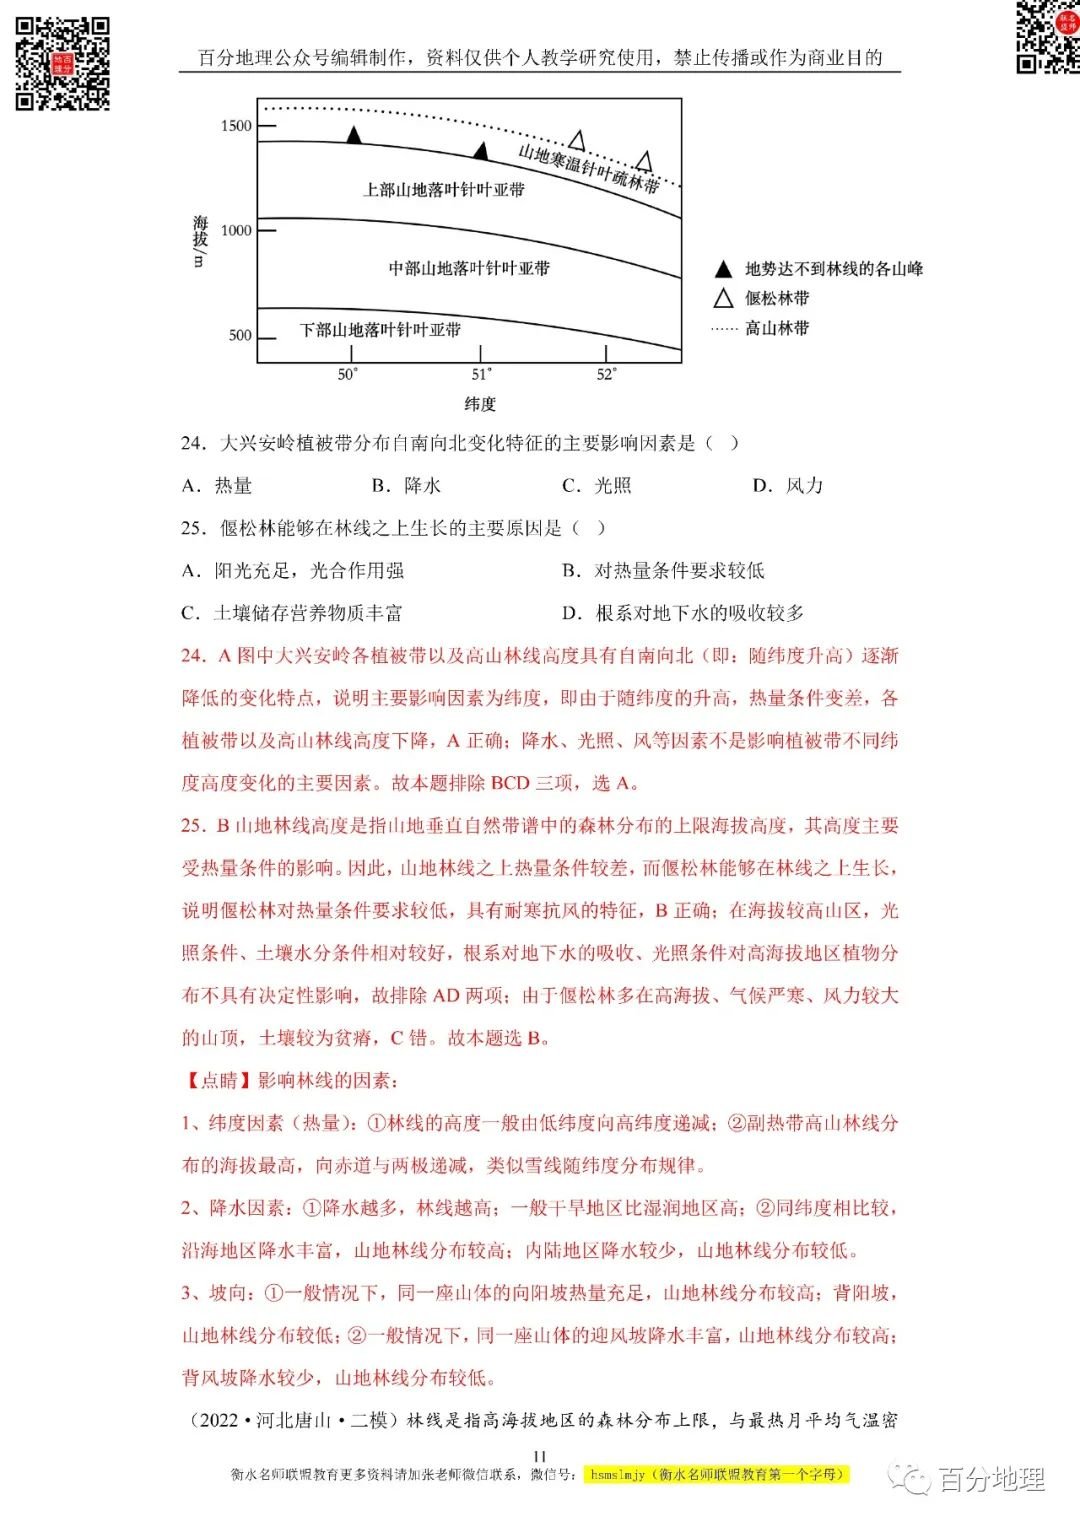 百分地理公众号编辑制作，资料仅供个人教学研究使用，禁止传播或作为商业目的
1500
1000
500
海拔/m
山地寒温针叶疏林带
上部山地落叶针叶亚带
中部山地落叶针叶亚带
下部山地落叶针叶亚带
50°
51°
52°
纬度
地势达不到林线的各山峰
偃松林带
高山林带
24．大兴安岭植被带分布自南向北变化特征的主要影响因素是（ ）
A．热量 B．降水 C．光照 D．风力
25．偃松林能够在林线之上生长的主要原因是（ ）
A．阳光充足，光合作用强 B．对热量条件要求较低
C．土壤储存营养物质丰富 D．根系对地下水的吸收较多
24．A 图中大兴安岭各植被带以及高山林线高度具有自南向北（即：随纬度升高）逐渐
降低的变化特点，说明主要影响因素为纬度，即由于随纬度的升高，热量条件变差，各
植被带以及高山林线高度下降，A 正确；降水、光照、风等因素不是影响植被带不同纬
度高度变化的主要因素。故本题排除 BCD 三项，选 A。
25．B 山地林线高度是指山地垂直自然带谱中的森林分布的上限海拔高度，其高度主要
受热量条件的影响。因此，山地林线之上热量条件较差，而偃松林能够在林线之上生长，
说明偃松林对热量条件要求较低，具有耐寒抗风的特征，B 正确；在海拔较高山区，光
照条件、土壤水分条件相对较好，根系对地下水的吸收、光照条件对高海拔地区植物分
布不具有决定性影响，故排除 AD 两项；由于偃松林多在高海拔、气候严寒、风力较大
的山顶，土壤较为贫瘠，C 错。故本题选 B。
【点睛】影响林线的因素：
1、纬度因素（热量）：①林线的高度一般由低纬度向高纬度递减；②副热带高山林线分
布的海拔最高，向赤道与两极递减，类似雪线随纬度分布规律。
2、降水因素：①降水越多，林线越高；一般干旱地区比湿润地区高；②同纬度相比较，
沿海地区降水丰富，山地林线分布较高；内陆地区降水较少，山地林线分布较低。
3、坡向：①一般情况下，同一座山体的向阳坡热量充足，山地林线分布较高；背阳坡，
山地林线分布较低；②一般情况下，同一座山体的迎风坡降水丰富，山地林线分布较高；
背风坡降水较少，山地林线分布较低。
（2022·河北唐山·二模）林线是指高海拔地区的森林分布上限，与最热月平均气温密
11
衡水名师联盟教育更多资料请加张老师微信联系，微信号： hsmslmjy（衡水名师联盟教育第一个字母）
百分地理